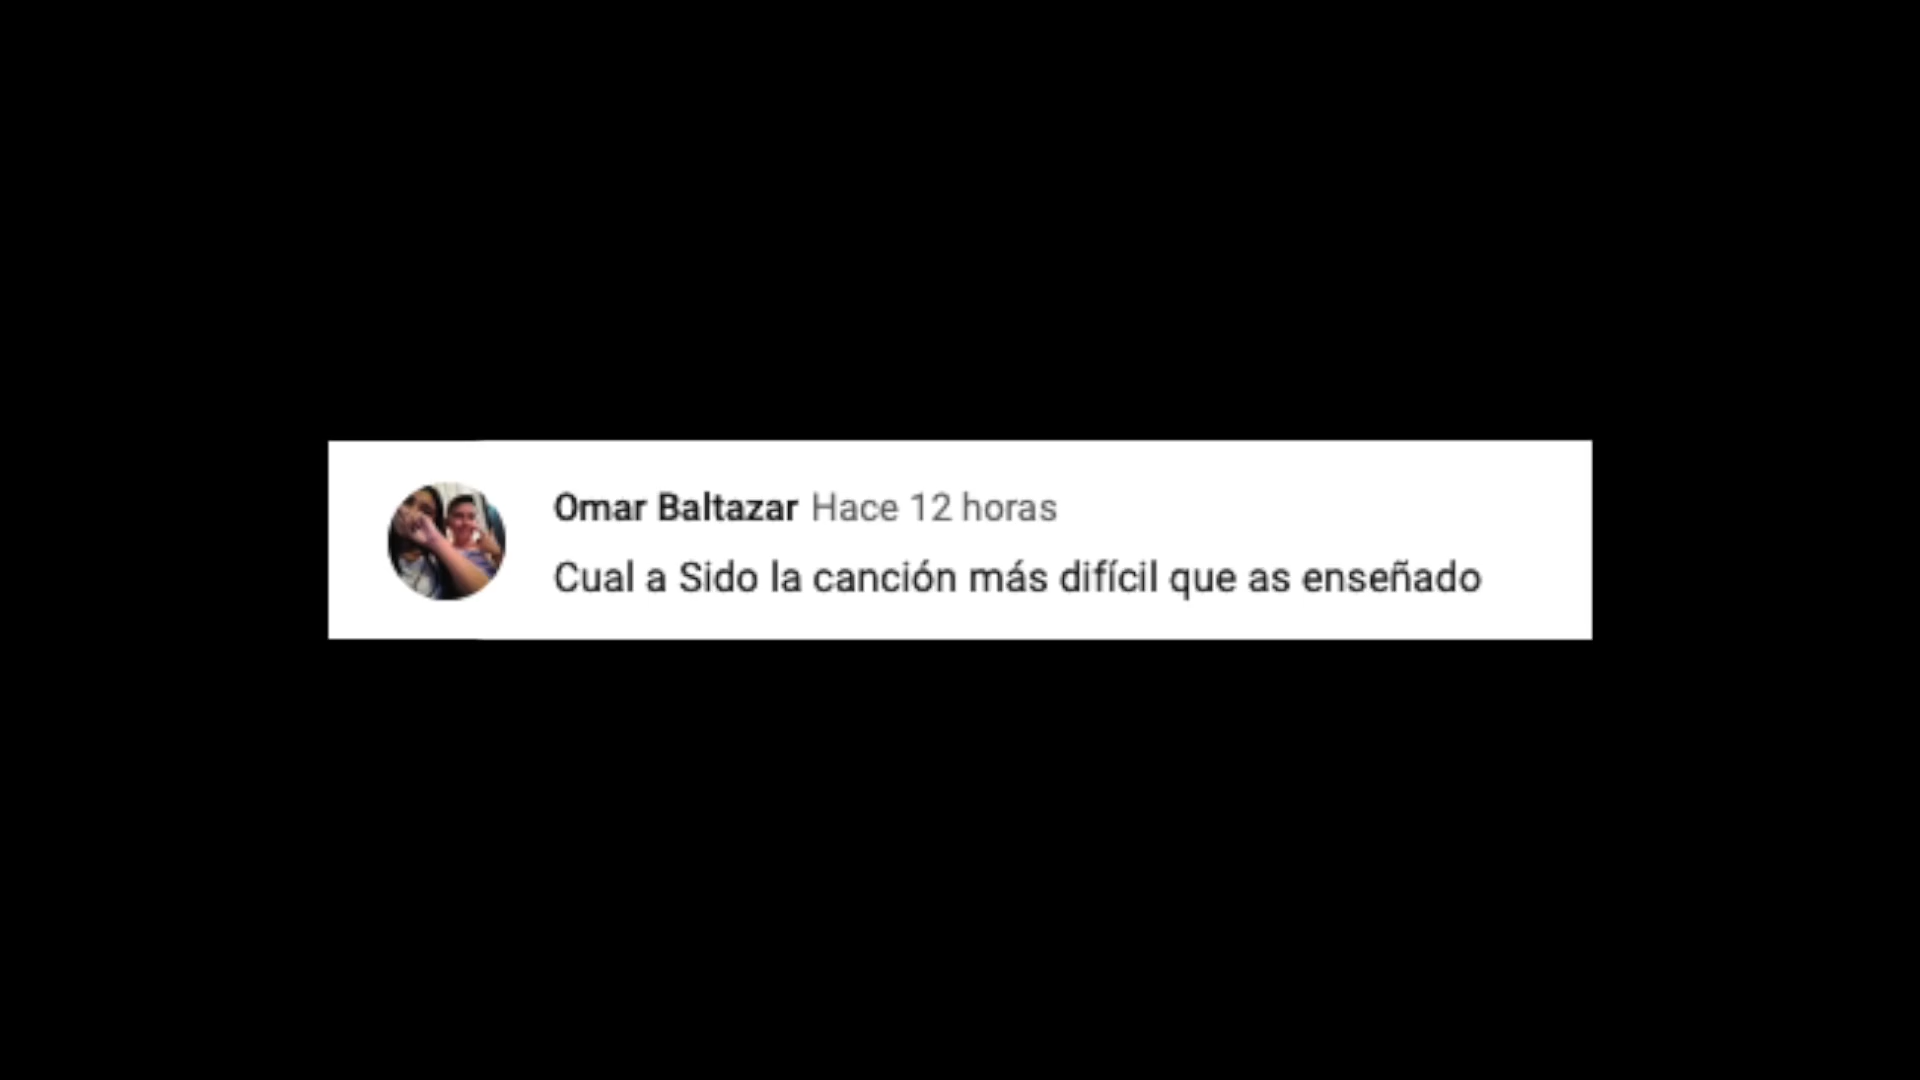 Omar Baltazar Hace 12 horas
Cual a Sido la canción más difícil que as enseñado